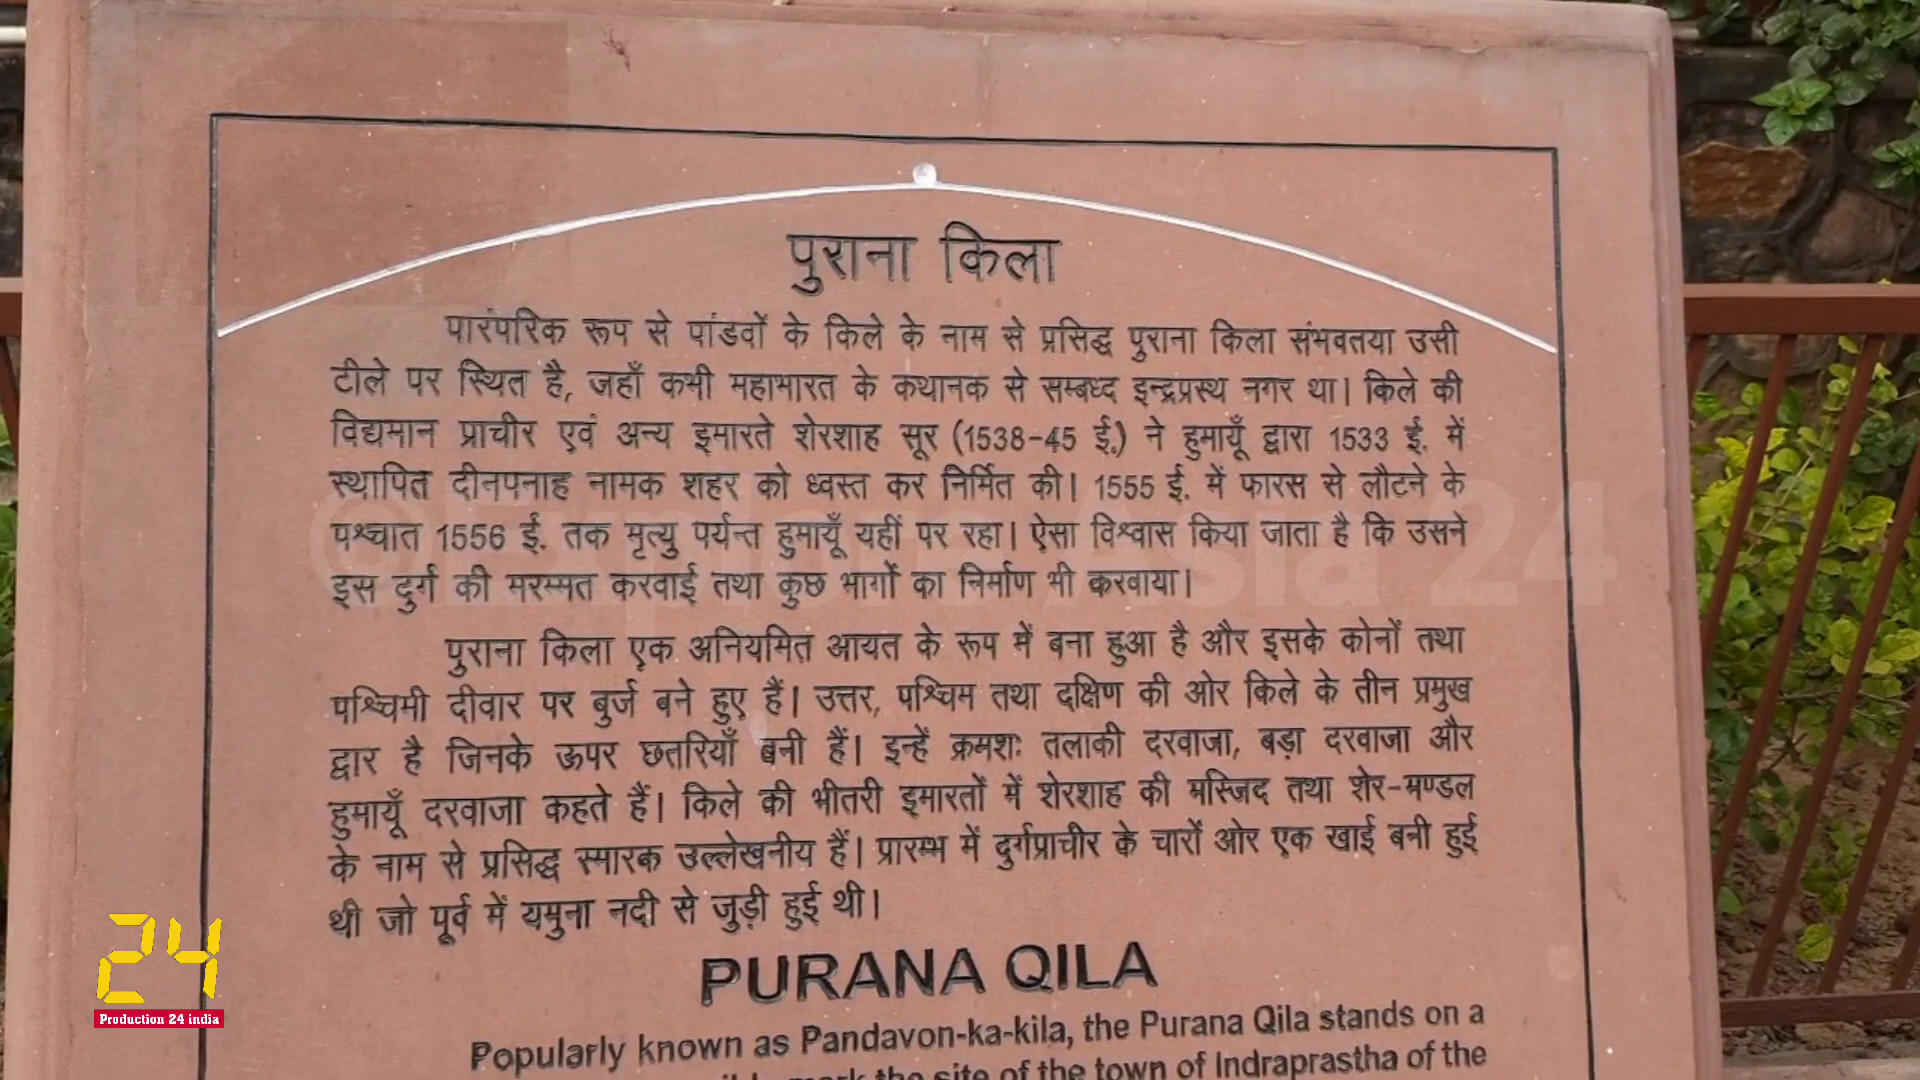 पुराना किला
पारंपरिक रूप से पांडवों के किले के नाम से प्रसिद्ध पुराना किला संभवतया उसी
टीले पर स्थित है, जहाँ कभी महाभारत के कथानक से सम्बध्द इन्द्रप्रस्थ नगर था। किले की
विद्यमान प्राचीर एवं अन्य इमारते शेरशाह सूर (1538-45 ई.) ने हुमायूँ द्वारा 1533 ई. में
स्थापित दीनपनाह नामक शहर को ध्वस्त कर निर्मित की। 1555 ई. में फारस से लौटने के
पश्चात 1556 ई. तक मृत्यु पर्यन्त हुमायूँ यहीं पर रहा। ऐसा विश्वास किया जाता है कि उसने
इस दुर्ग की मरम्मत करवाई तथा कुछ भागों का निर्माण भी करवाया।
पुराना किला एक अनियमित आयत के रूप में बना हुआ है और इसके कोनों तथा
पश्चिमी दीवार पर बुर्ज बने हुए हैं। उत्तर, पश्चिम तथा दक्षिण की ओर किले के तीन प्रमुख
द्वार है जिनके ऊपर छतरियाँ बनी हैं। इन्हें क्रमशः तलाकी दरवाजा, बड़ा दरवाजा और
हुमायूँ दरवाजा कहते हैं। किले की भीतरी इमारतों में शेरशाह की मस्जिद तथा शेर-मण्डल
के नाम से प्रसिद्ध स्मारक उल्लेखनीय हैं। प्रारम्भ में दुर्गप्राचीर के चारों ओर एक खाई बनी हुई
थी जो पूर्व में यमुना नदी से जुड़ी हुई थी।
PURANA QILA
Popularly known as Pandavon-ka-kila, the Purana Qila stands on a
the site of the town of Indraprastha of the
©Explore Asia 24
24
Production 24 india